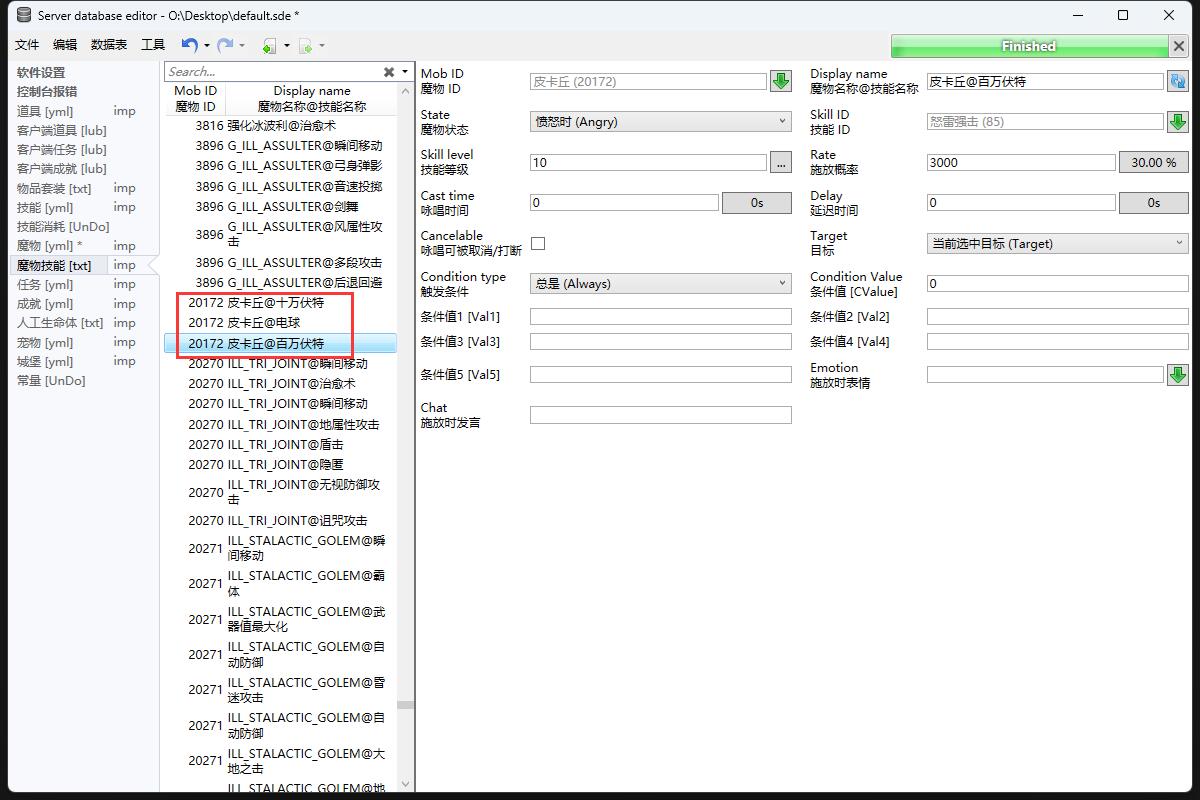 Server database editor - O:\Desktop\default.sde *
文件 编辑 数据表 工具
Finished
软件设置
控制台报错
道具 [yml] imp
客户端道具 [lub]
客户端任务 [lub]
客户端成就 [lub]
物品套装 [txt] imp
技能 [yml] imp
技能消耗 [UnDo]
魔物 [yml] * imp
魔物技能 [txt] imp
任务 [yml] imp
成就 [yml] imp
人工生命体 [txt] imp
宠物 [yml] imp
城堡 [yml] imp
常量 [UnDo]
Search...
Mob ID Display name
魔物 ID 魔物名称@技能名称
3816 强化冰波利@治愈术
3896 G_ILL_ASSULTER@瞬间移动
3896 G_ILL_ASSULTER@弓身弹影
3896 G_ILL_ASSULTER@音速投掷
3896 G_ILL_ASSULTER@剑舞
3896 G_ILL_ASSULTER@风属性攻
击
3896 G_ILL_ASSULTER@多段攻击
3896 G_ILL_ASSULTER@后退回避
20172 皮卡丘@十万伏特
20172 皮卡丘@电球
20172 皮卡丘@百万伏特
20270 ILL_TRI_JOINT@瞬间移动
20270 ILL_TRI_JOINT@治愈术
20270 ILL_TRI_JOINT@瞬间移动
20270 ILL_TRI_JOINT@地属性攻击
20270 ILL_TRI_JOINT@盾击
20270 ILL_TRI_JOINT@隐匿
20270 ILL_TRI_JOINT@无视防御攻
击
20270 ILL_TRI_JOINT@诅咒攻击
20271 ILL_STALACTIC_GOLEM@瞬
间移动
20271 ILL_STALACTIC_GOLEM@霸
体
20271 ILL_STALACTIC_GOLEM@武
器值最大化
20271 ILL_STALACTIC_GOLEM@自
动防御
20271 ILL_STALACTIC_GOLEM@昏
迷攻击
20271 ILL_STALACTIC_GOLEM@自
动防御
20271 ILL_STALACTIC_GOLEM@大
地之击
ILL_STALACTIC_GOLEM@地
Mob ID
魔物 ID
皮卡丘 (20172)
Display name
魔物名称@技能名称
皮卡丘@百万伏特
State
魔物状态
愤怒时 (Angry)
Skill ID
技能 ID
怒雷强击 (85)
Skill level
技能等级
10
...
Rate
施放概率
3000
30.00 %
Cast time
咏唱时间
0
0s
Delay
延迟时间
0
0s
Cancelable
咏唱可被取消/打断
Target
目标
当前选中目标 (Target)
Condition type
触发条件
总是 (Always)
Condition Value
条件值 [CValue]
0
条件值1 [Val1]
条件值2 [Val2]
条件值3 [Val3]
条件值4 [Val4]
条件值5 [Val5]
Emotion
施放时表情
Chat
施放时发言